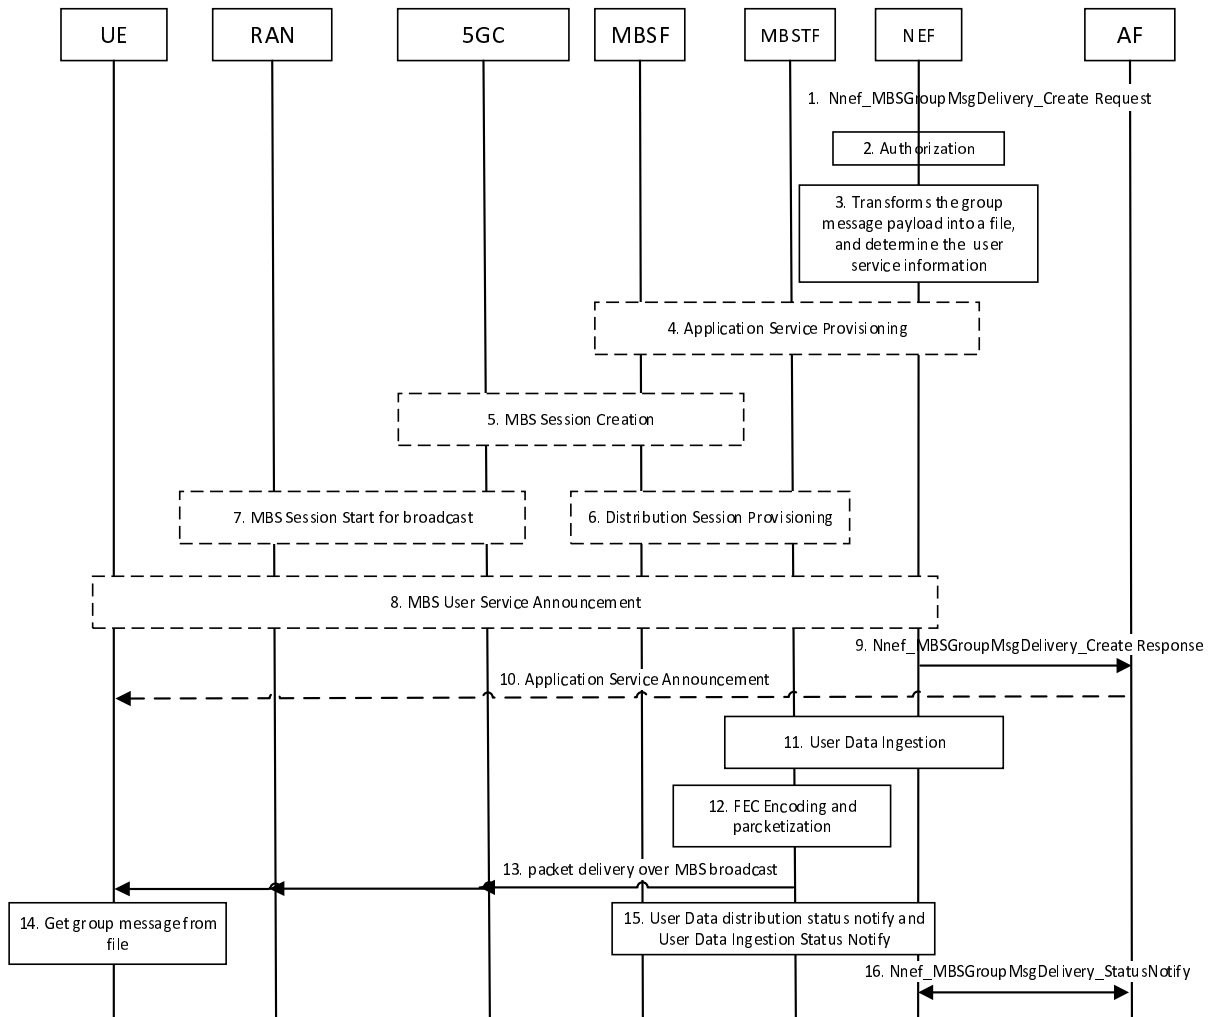 UE
RAN
5GC
MBSF
MBSTF
NEF
AF
1. Nnef_MBSGroupMsgDelivery_Create Request
2. Authorization
3. Transforms the group
message payload into a file,
and determine the user
service information
4. Application Service Provisioning
5. MBS Session Creation
7. MBS Session Start for broadcast
6. Distribution Session Provisioning
8. MBS User Service Announcement
9. Nnef_MBSGroupMsgDelivery_Create Response
10. Application Service Announcement
11. User Data Ingestion
12. FEC Encoding and
parcketization
13. packet delivery over MBS broadcast
14. Get group message from
file
15. User Data distribution status notify and
User Data Ingestion Status Notify
16. Nnef_MBSGroupMsgDelivery_StatusNotify